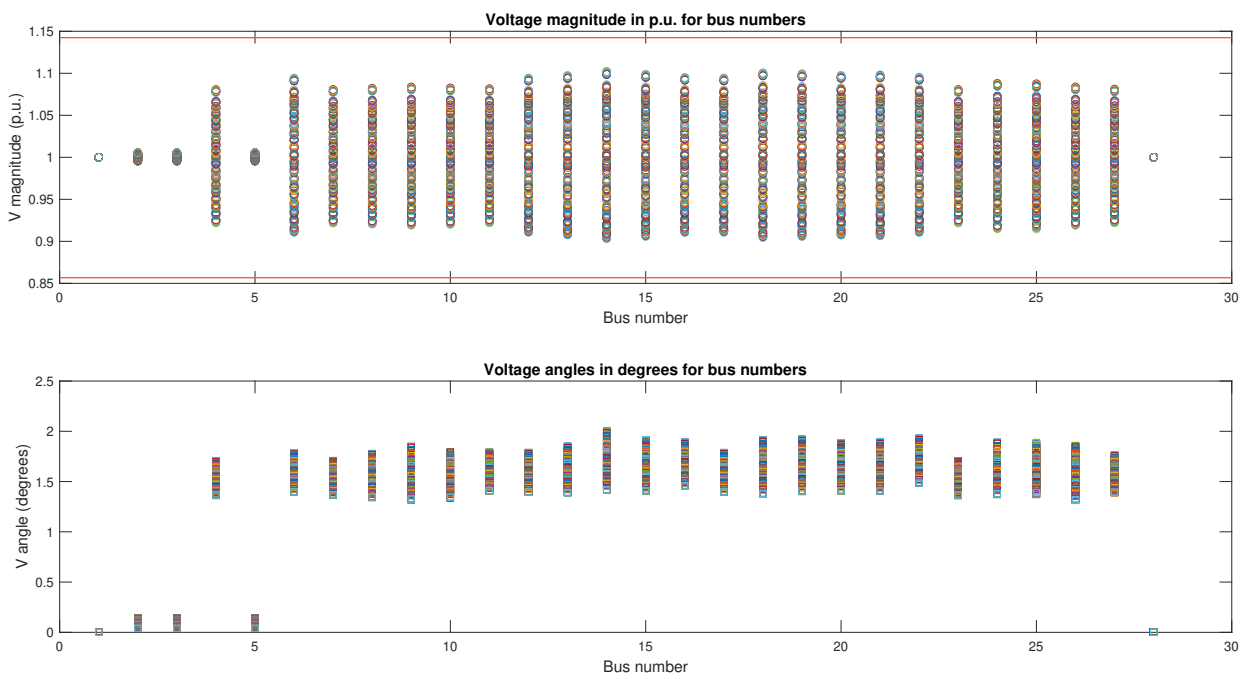 Voltage magnitude in p.u. for bus numbers
V magnitude (p.u.)
1.15
1.1
1.05
1
0.95
0.9
0.85
0 5 10 15 20 25 30
Bus number
Voltage angles in degrees for bus numbers
V angle (degrees)
2.5
2
1.5
1
0.5
0
0 5 10 15 20 25 30
Bus number